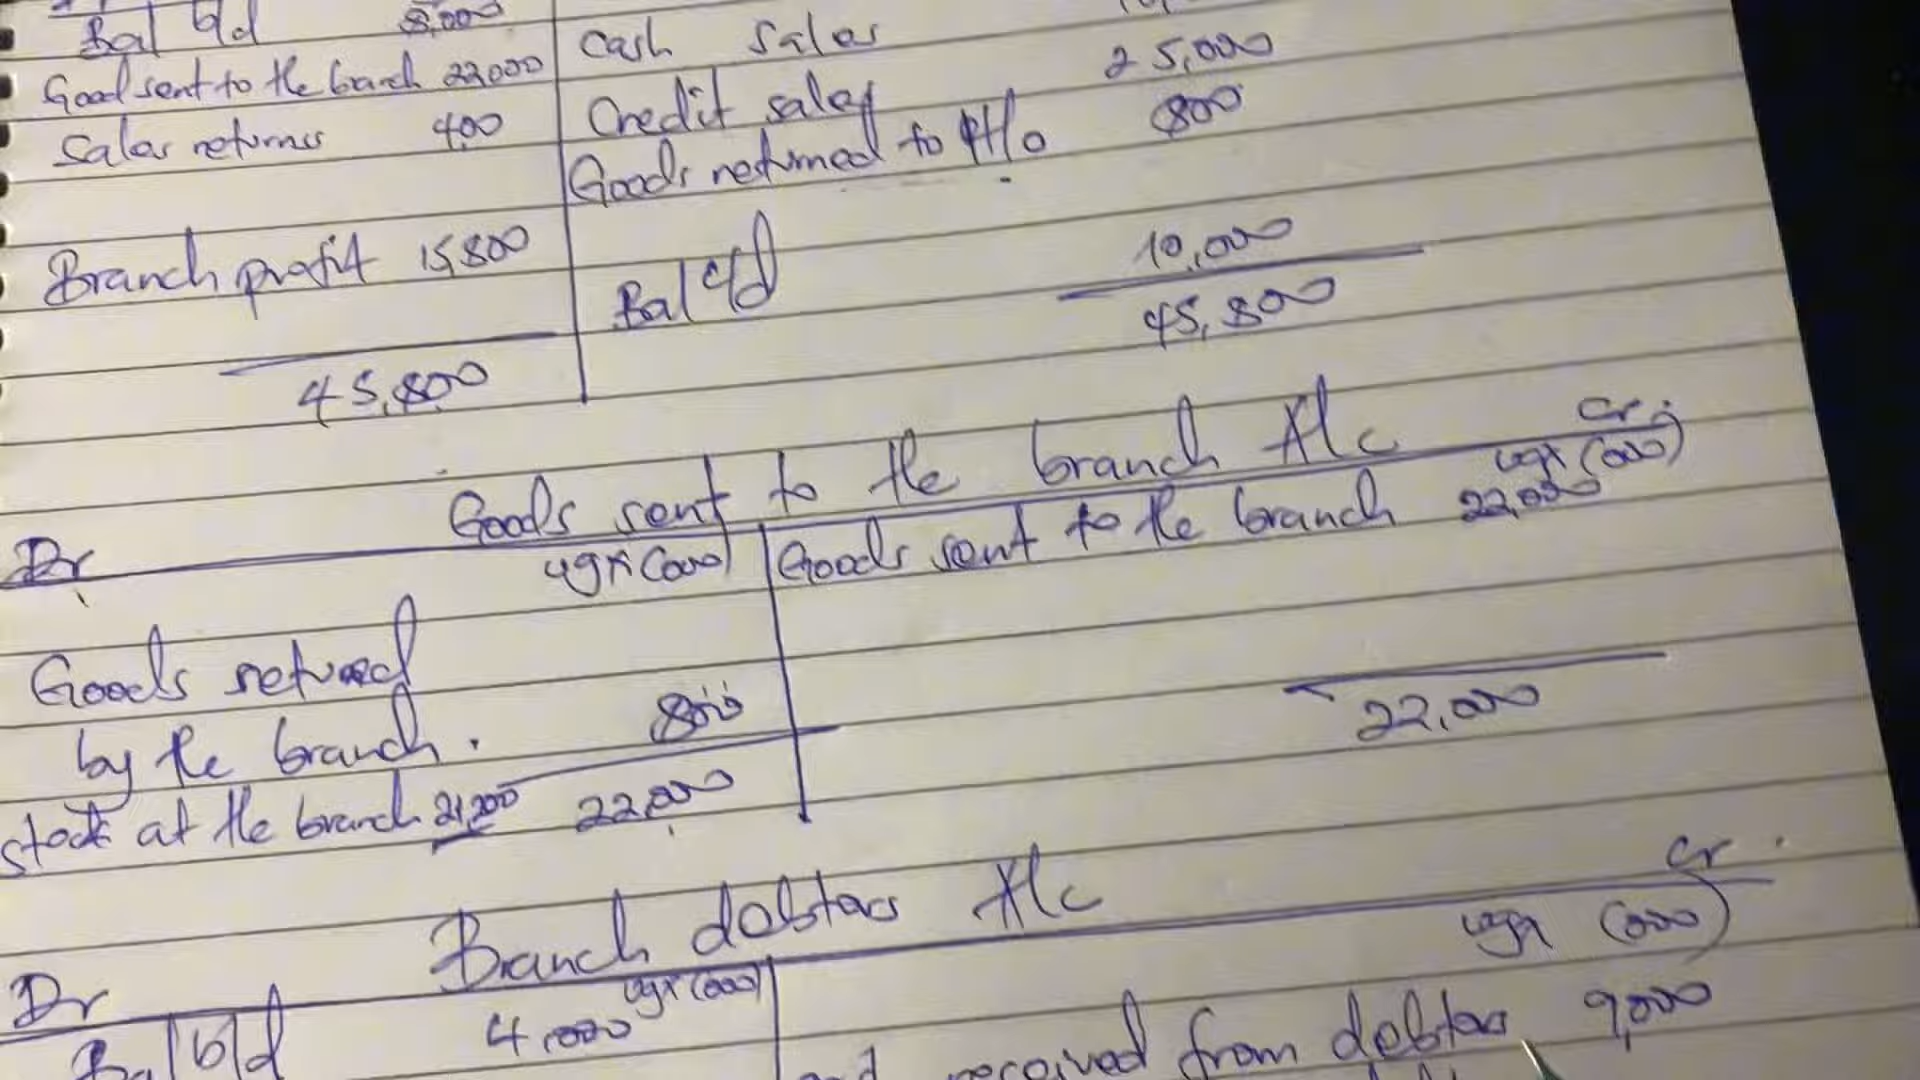 Bal b/d 8,000
Cash Sales
Good sent to the branch 22000
Credit sales 25,000
Sales returns 400
Goods returned to H/o 800
Branch profit 15,800
Bal c/d 10,000
45,800
45,800
Goods sent to the branch A/c
Dr Cr.
ugx (000) ugx (000)
Goods sent to the branch 22,000
Goods retured
by the branch. 800
22,000
stock at the branch 21,200 22,000
Branch debtors A/c
Dr Cr
ugx (000) ugx (000)
Bal b/d 4,000
received from debtors 9,000